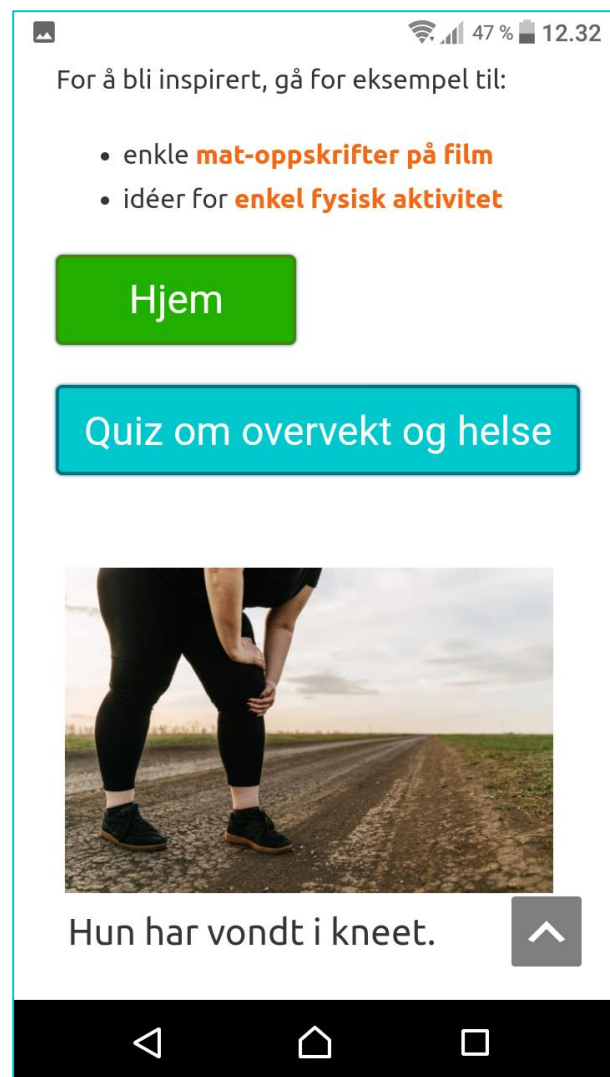 47 % 12.32
For å bli inspirert, gå for eksempel til:
• enkle mat-oppskrifter på film
• idéer for enkel fysisk aktivitet
Hjem
Quiz om overvekt og helse
Hun har vondt i kneet.